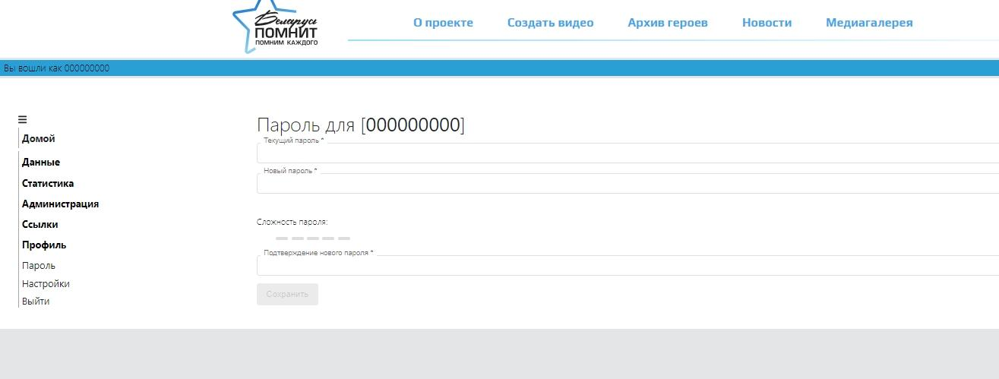 Беларусь
ПОМНИТ
ПОМНИМ КАЖДОГО
О проекте Создать видео Архив героев Новости Медиагалерея
Вы вошли как 000000000
Домой
Данные
Статистика
Администрация
Ссылки
Профиль
Пароль
Настройки
Выйти
Пароль для [000000000]
Текущий пароль *
Новый пароль *
Сложность пароля:
Подтверждение нового пароля *
Сохранить